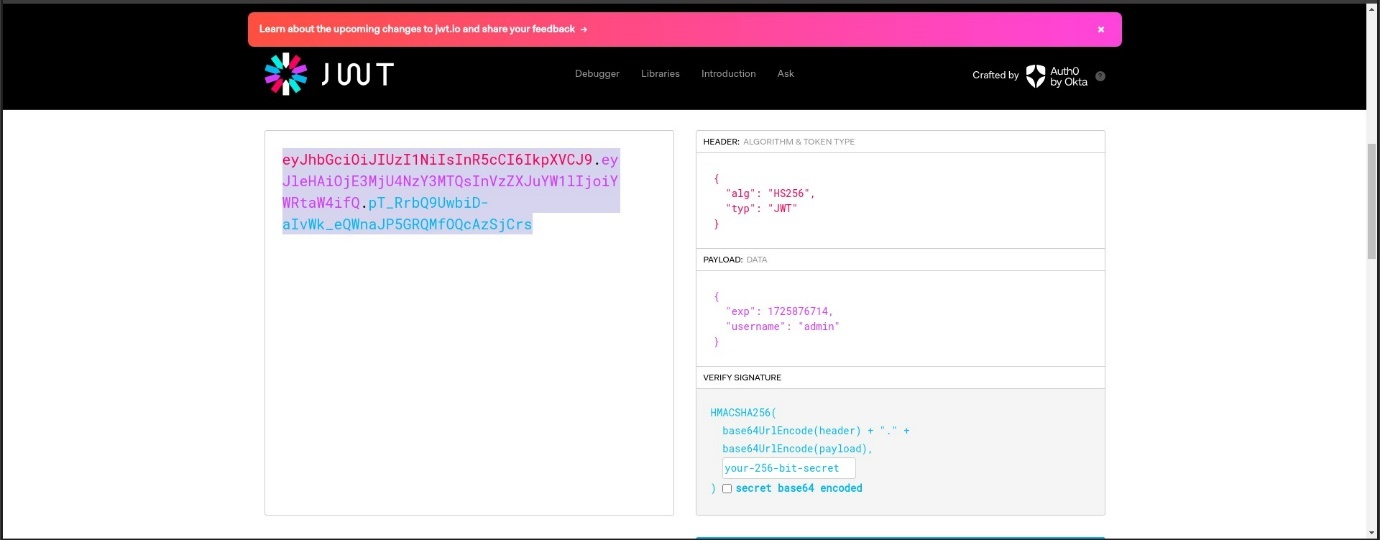 Learn about the upcoming changes to jwt.io and share your feedback →
×
JWT
Debugger
Libraries
Introduction
Ask
Crafted by
Auth0
by Okta
?
eyJhbGciOiJIUzI1NiIsInR5cCI6IkpXVCJ9.ey
JleHAiOjE3MjU4NzY3MTQsInVzZXJuYW1lIjoiY
WRtaW4ifQ.pT_RrbQ9UwbiD-
aIvWk_eQWnaJP5GRQMfOQcAzSjCrs
HEADER: ALGORITHM & TOKEN TYPE
{
"alg": "HS256",
"typ": "JWT"
}
PAYLOAD: DATA
{
"exp": 1725876714,
"username": "admin"
}
VERIFY SIGNATURE
HMACSHA256(
base64UrlEncode(header) + "." +
base64UrlEncode(payload),
your-256-bit-secret
) secret base64 encoded